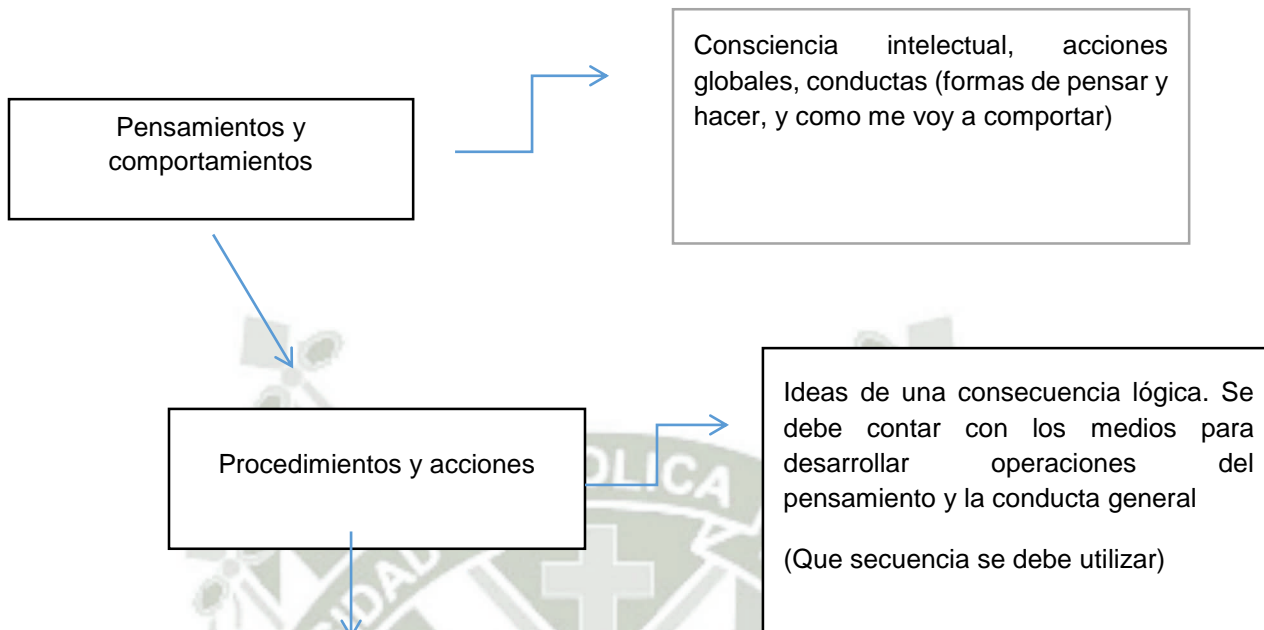 Consciencia intelectual, acciones
globales, conductas (formas de pensar y
hacer, y como me voy a comportar)
Pensamientos y
comportamientos
Ideas de una consecuencia lógica. Se
debe contar con los medios para
desarrollar operaciones del
pensamiento y la conducta general
(Que secuencia se debe utilizar)
Procedimientos y acciones